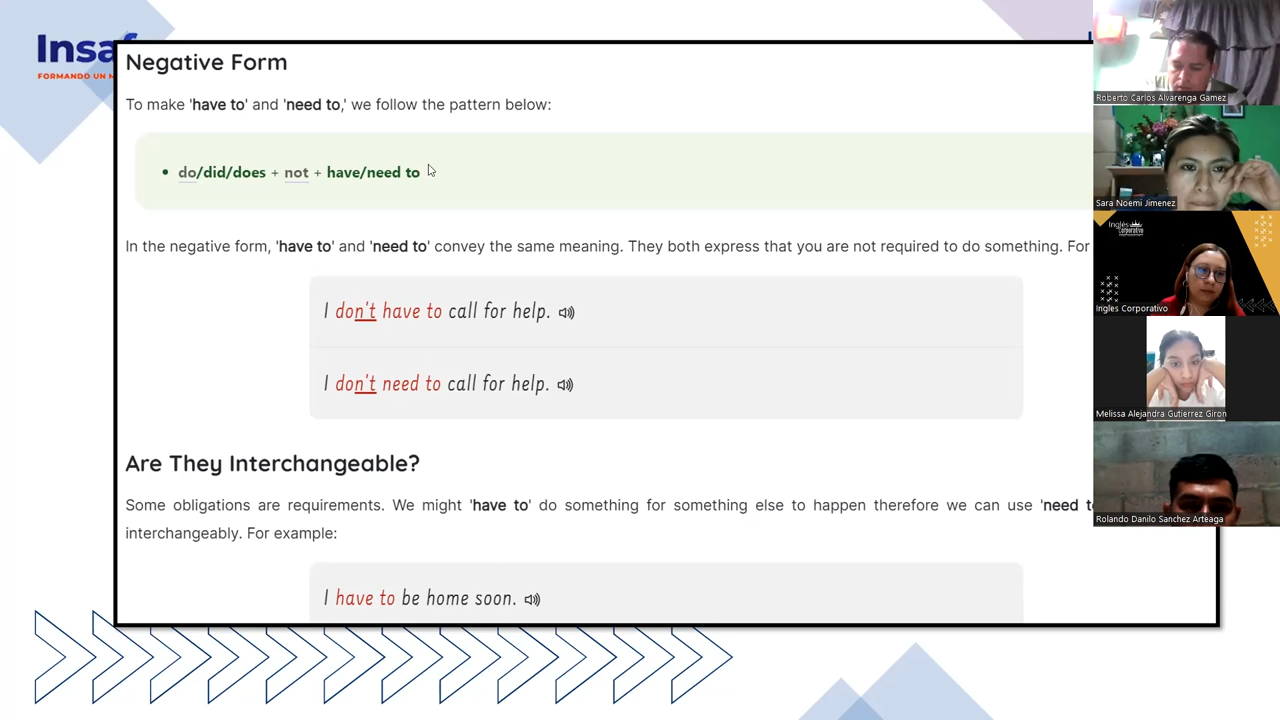 Insaf
FORMANDO UN
Negative Form
To make 'have to' and 'need to,' we follow the pattern below:
• do/did/does + not + have/need to
In the negative form, 'have to' and 'need to' convey the same meaning. They both express that you are not required to do something. For
I don't have to call for help.
I don't need to call for help.
Are They Interchangeable?
Some obligations are requirements. We might 'have to' do something for something else to happen therefore we can use 'need to
interchangeably. For example:
I have to be home soon.
Roberto Carlos Alvarenga Gamez
Sara Noemi Jimenez
Inglés
Corporativo
Ingles Corporativo
Melissa Alejandra Gutierrez Giron
Rolando Danilo Sanchez Arteaga